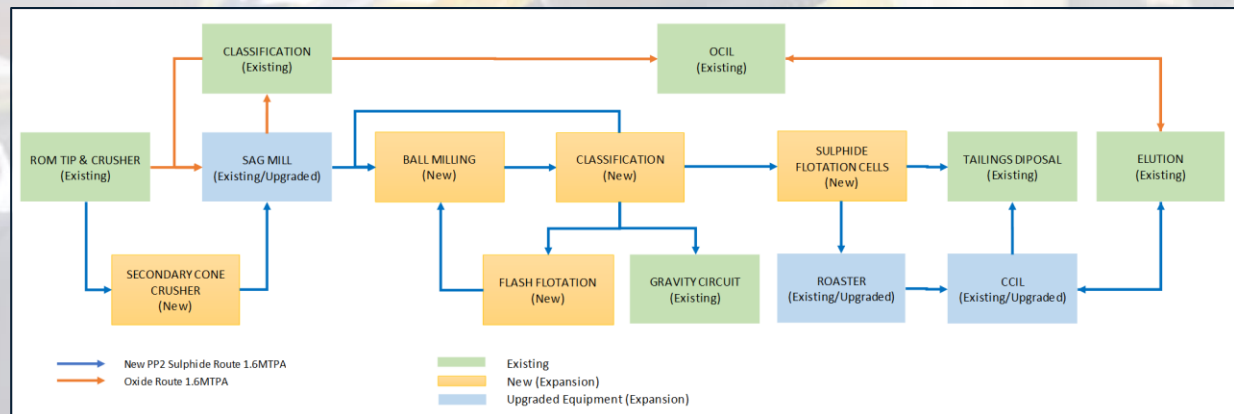 CLASSIFICATION
(Existing)
OCIL
(Existing)
ROM TIP & CRUSHER
(Existing)
SAG MILL
(Existing/Upgraded)
BALL MILLING
(New)
CLASSIFICATION
(New)
SULPHIDE
FLOTATION CELLS
(New)
TAILINGS DIPOSAL
(Existing)
ELUTION
(Existing)
SECONDARY CONE
CRUSHER
(New)
FLASH FLOTATION
(New)
GRAVITY CIRCUIT
(Existing)
ROASTER
(Existing/Upgraded)
CCIL
(Existing/Upgraded)
New PP2 Sulphide Route 1.6MTPA
Oxide Route 1.6MTPA
Existing
New (Expansion)
Upgraded Equipment (Expansion)